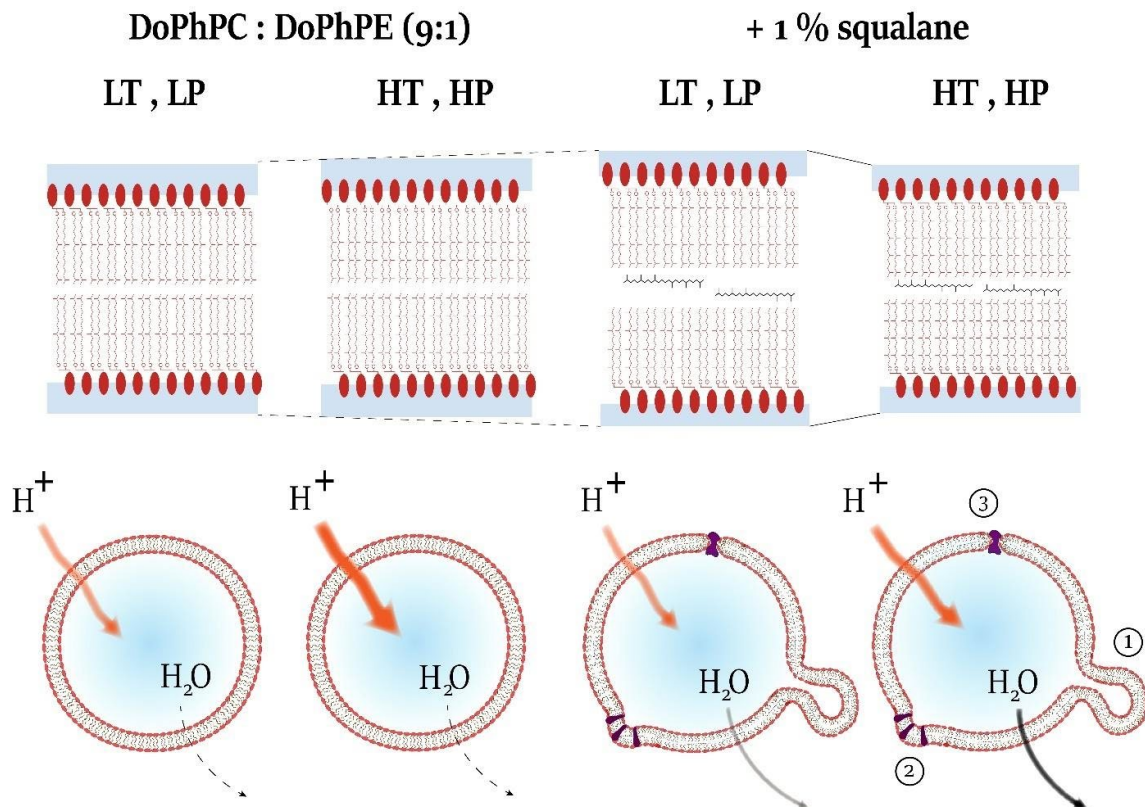 DoPhPC : DoPhPE (9:1)
+ 1 % squalane
LT , LP
HT , HP
LT , LP
HT , HP
H+
H+
H+
H+
③
①
H₂O
H₂O
H₂O
H₂O
②